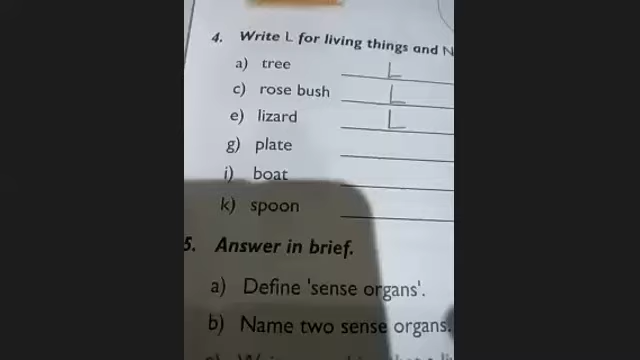 4. Write L for living things and N
a) tree L
c) rose bush L
e) lizard L
g) plate
i) boat
k) spoon
5. Answer in brief.
a) Define 'sense organs'.
b) Name two sense organs.